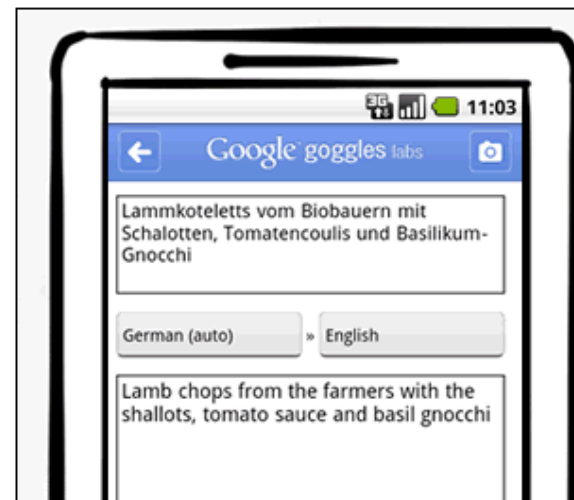 3G 11:03
Google goggles labs
Lammkoteletts vom Biobauern mit
Schalotten, Tomatencoulis und Basilikum-
Gnocchi
German (auto) » English
Lamb chops from the farmers with the
shallots, tomato sauce and basil gnocchi